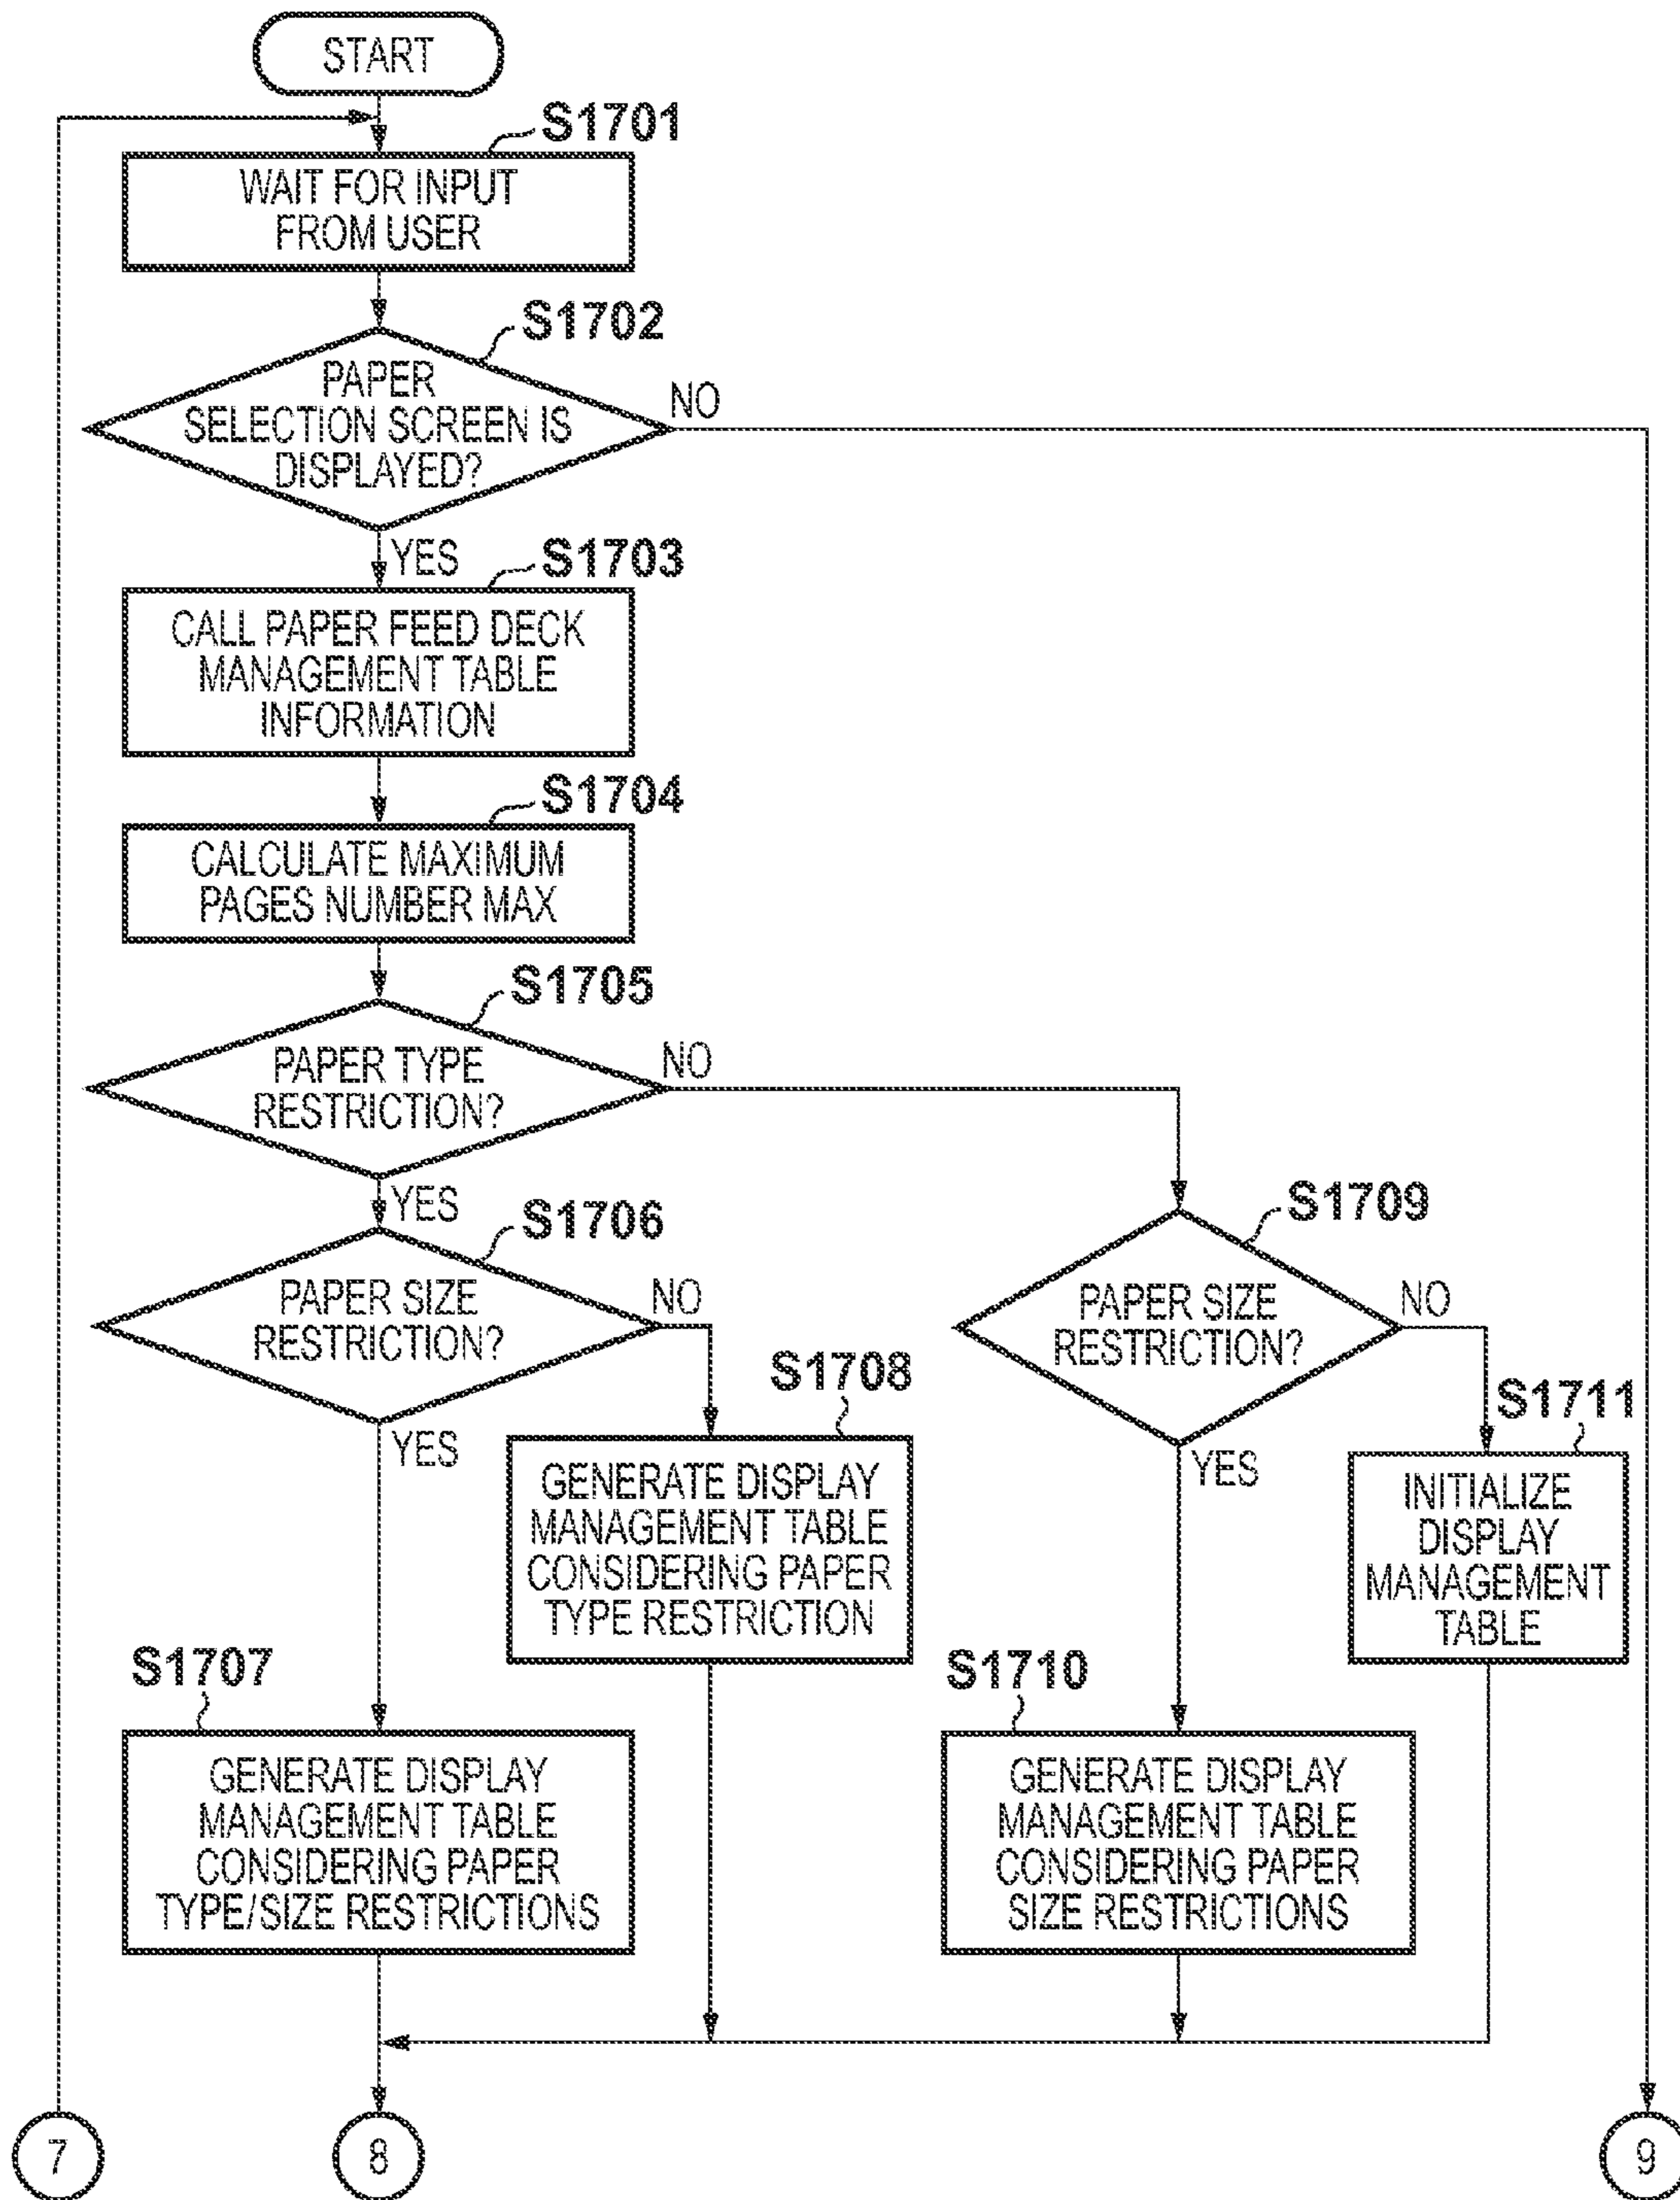 START
S1701
WAIT FOR INPUT
FROM USER
S1702
PAPER
SELECTION SCREEN IS
DISPLAYED?
NO
YES
S1703
CALL PAPER FEED DECK
MANAGEMENT TABLE
INFORMATION
S1704
CALCULATE MAXIMUM
PAGES NUMBER MAX
S1705
PAPER TYPE
RESTRICTION?
NO
YES
S1706
PAPER SIZE
RESTRICTION?
NO
YES
S1709
PAPER SIZE
RESTRICTION?
NO
YES
S1708
GENERATE DISPLAY
MANAGEMENT TABLE
CONSIDERING PAPER
TYPE RESTRICTION
S1711
INITIALIZE
DISPLAY
MANAGEMENT
TABLE
S1707
GENERATE DISPLAY
MANAGEMENT TABLE
CONSIDERING PAPER
TYPE/SIZE RESTRICTIONS
S1710
GENERATE DISPLAY
MANAGEMENT TABLE
CONSIDERING PAPER
SIZE RESTRICTIONS
7
8
9